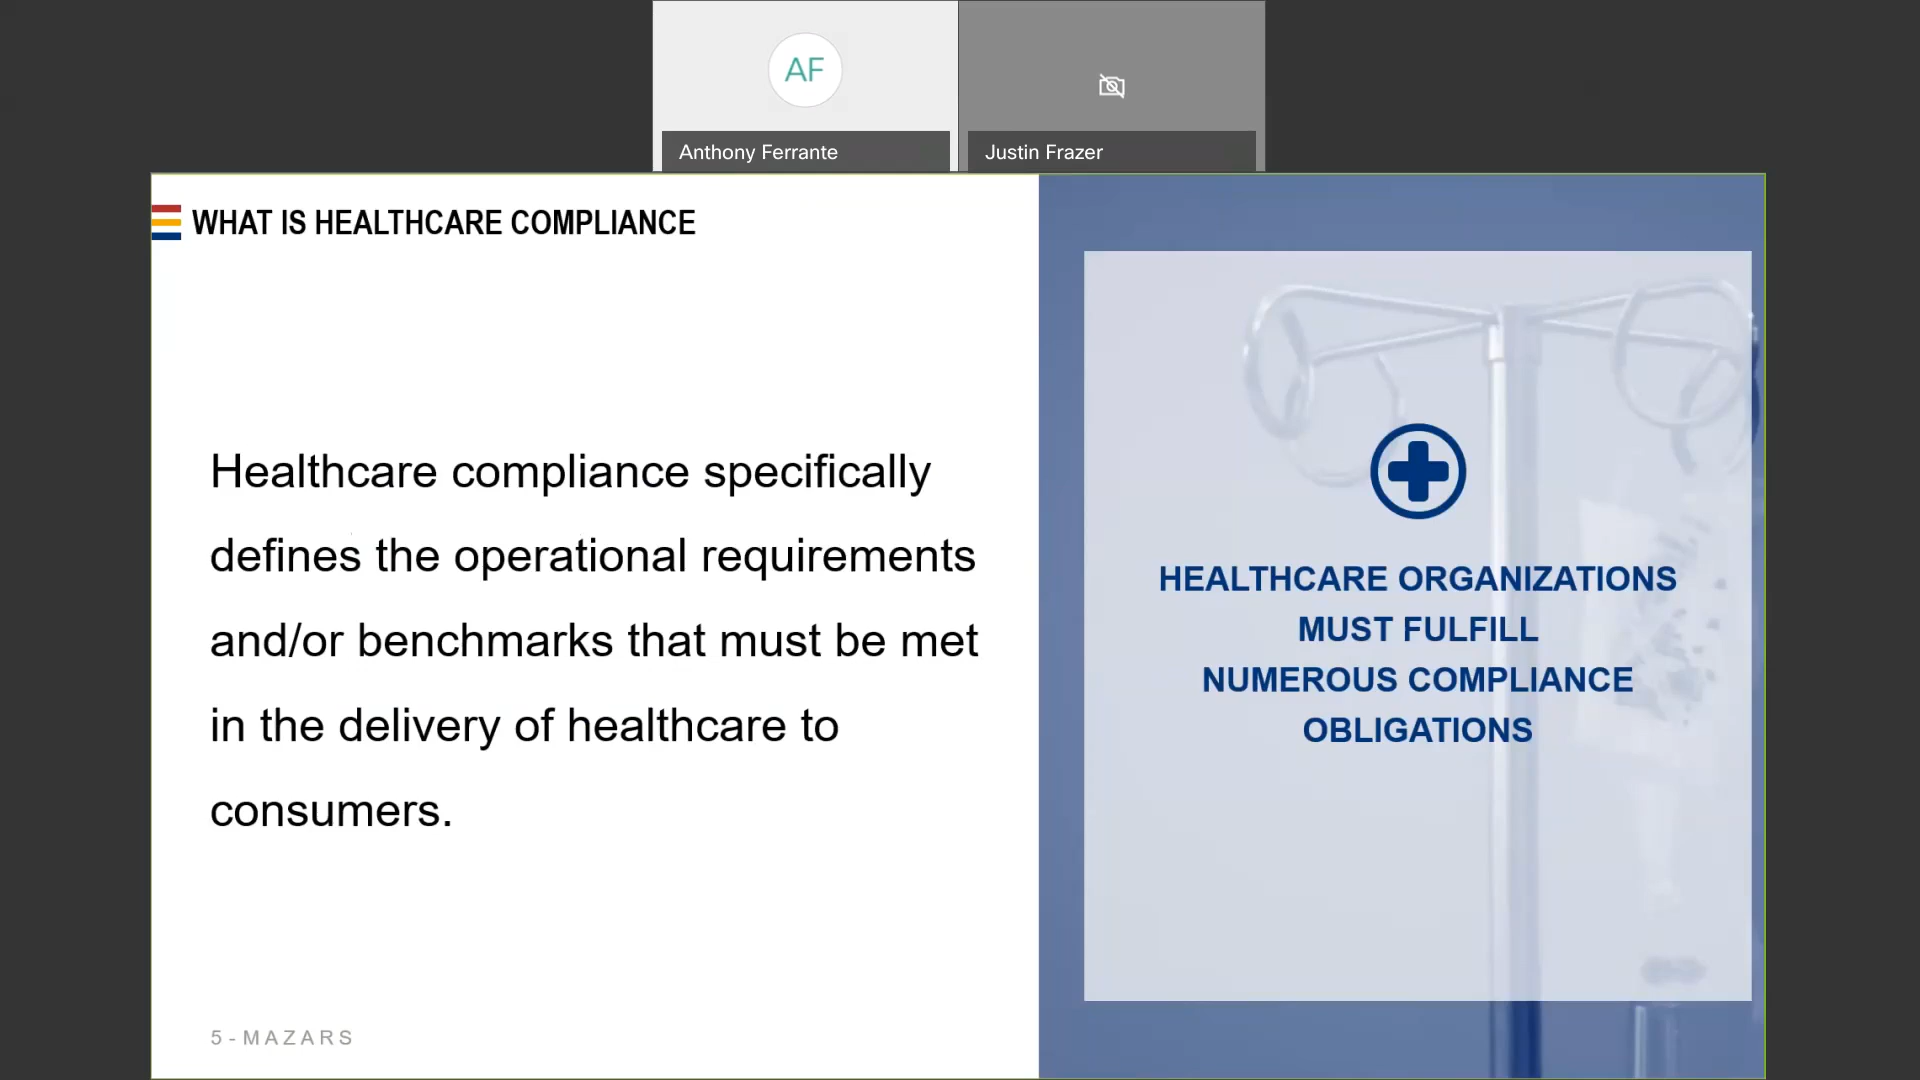 AF
Anthony Ferrante
Justin Frazer
WHAT IS HEALTHCARE COMPLIANCE
Healthcare compliance specifically
defines the operational requirements
and/or benchmarks that must be met
in the delivery of healthcare to
consumers.
HEALTHCARE ORGANIZATIONS
MUST FULFILL
NUMEROUS COMPLIANCE
OBLIGATIONS
5 - MAZARS